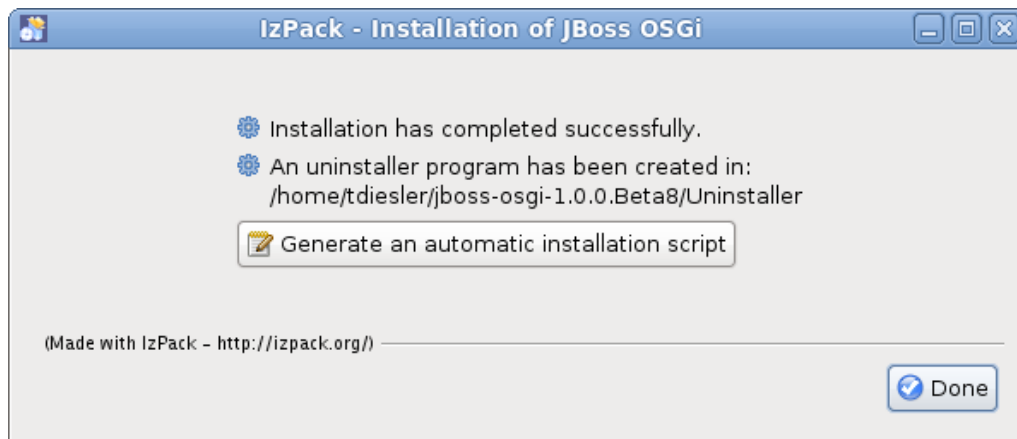 IzPack - Installation of JBoss OSGi
Installation has completed successfully.
An uninstaller program has been created in:
/home/tdiesler/jboss-osgi-1.0.0.Beta8/Uninstaller
Generate an automatic installation script
(Made with IzPack - http://izpack.org/)
Done